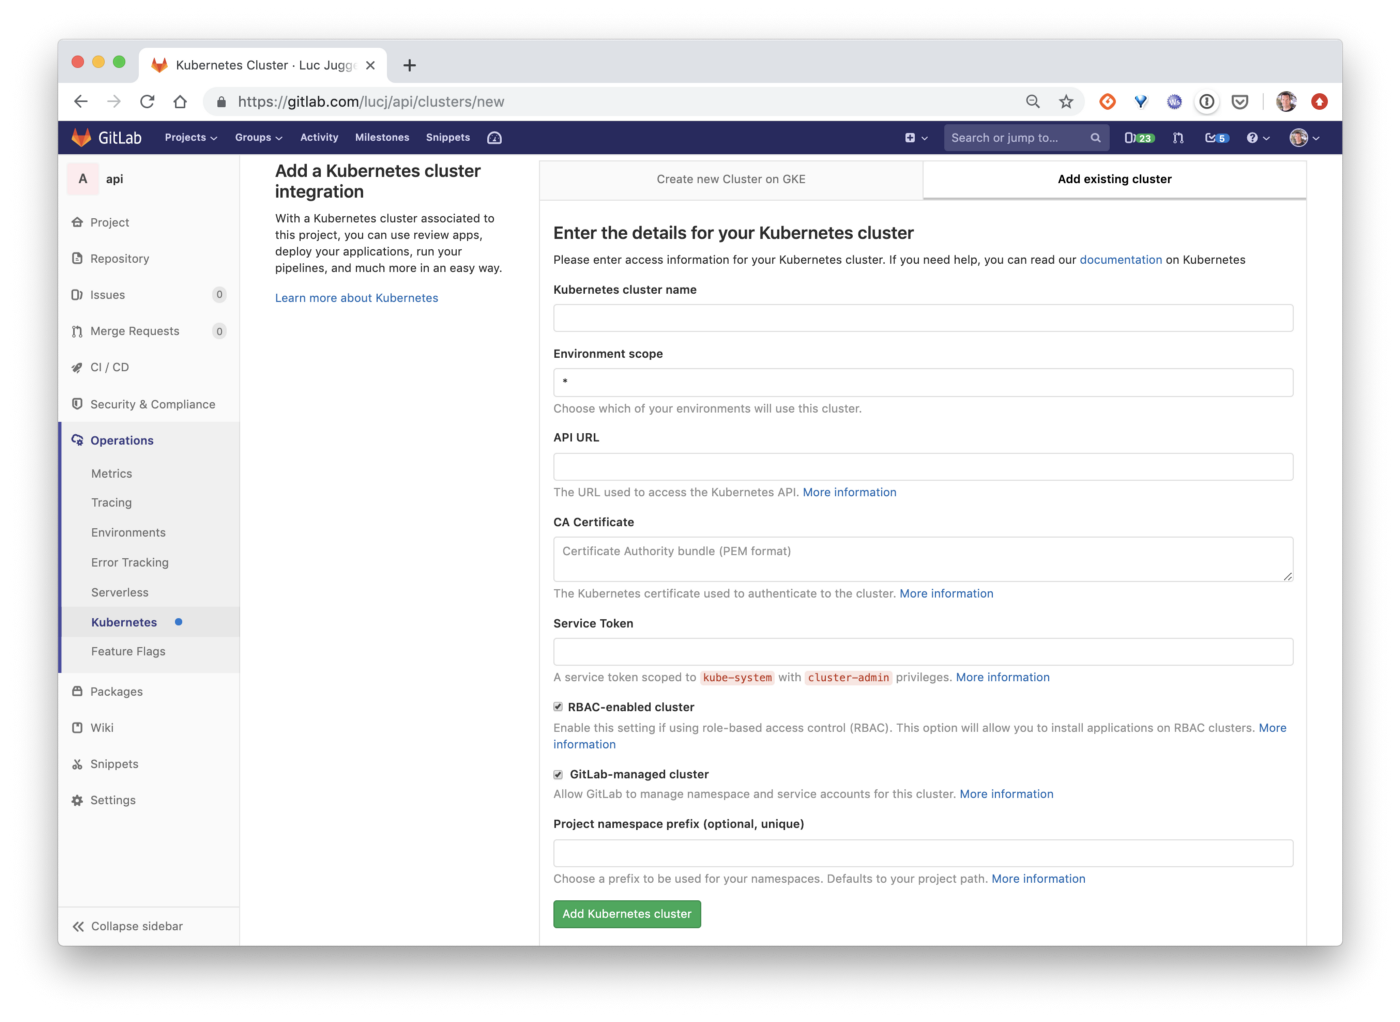 Kubernetes Cluster · Luc Jugge
https://gitlab.com/lucj/api/clusters/new
GitLab Projects Groups Activity Milestones Snippets Search or jump to... 23 5
A api
Project
Repository
Issues 0
Merge Requests 0
CI / CD
Security & Compliance
Operations
Metrics
Tracing
Environments
Error Tracking
Serverless
Kubernetes
Feature Flags
Packages
Wiki
Snippets
Settings
Collapse sidebar
Add a Kubernetes cluster
integration
With a Kubernetes cluster associated to
this project, you can use review apps,
deploy your applications, run your
pipelines, and much more in an easy way.
Learn more about Kubernetes
Create new Cluster on GKE
Add existing cluster
Enter the details for your Kubernetes cluster
Please enter access information for your Kubernetes cluster. If you need help, you can read our documentation on Kubernetes
Kubernetes cluster name
Environment scope
*
Choose which of your environments will use this cluster.
API URL
The URL used to access the Kubernetes API. More information
CA Certificate
Certificate Authority bundle (PEM format)
The Kubernetes certificate used to authenticate to the cluster. More information
Service Token
A service token scoped to kube-system with cluster-admin privileges. More information
RBAC-enabled cluster
Enable this setting if using role-based access control (RBAC). This option will allow you to install applications on RBAC clusters. More
information
GitLab-managed cluster
Allow GitLab to manage namespace and service accounts for this cluster. More information
Project namespace prefix (optional, unique)
Choose a prefix to be used for your namespaces. Defaults to your project path. More information
Add Kubernetes cluster